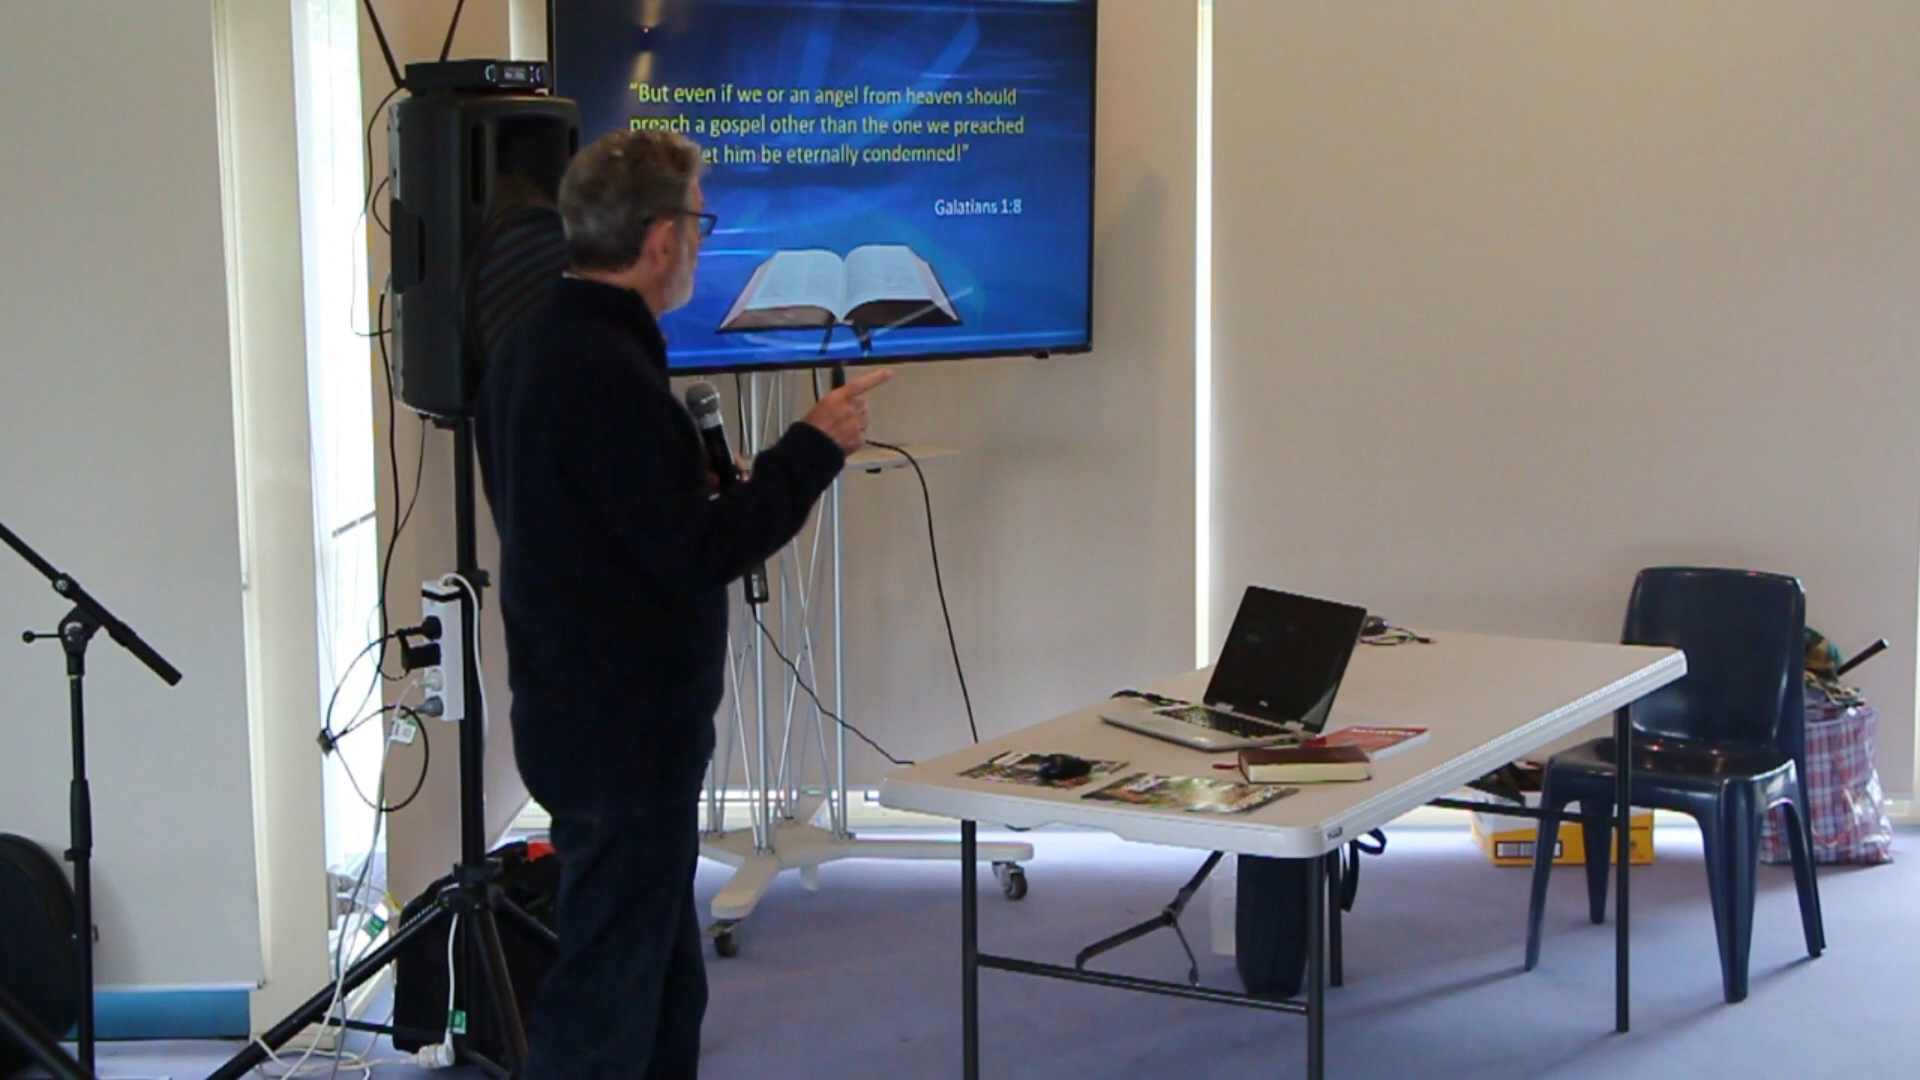 "But even if we or an angel from heaven should
preach a gospel other than the one we preached
et him be eternally condemned!"
Galatians 1:8